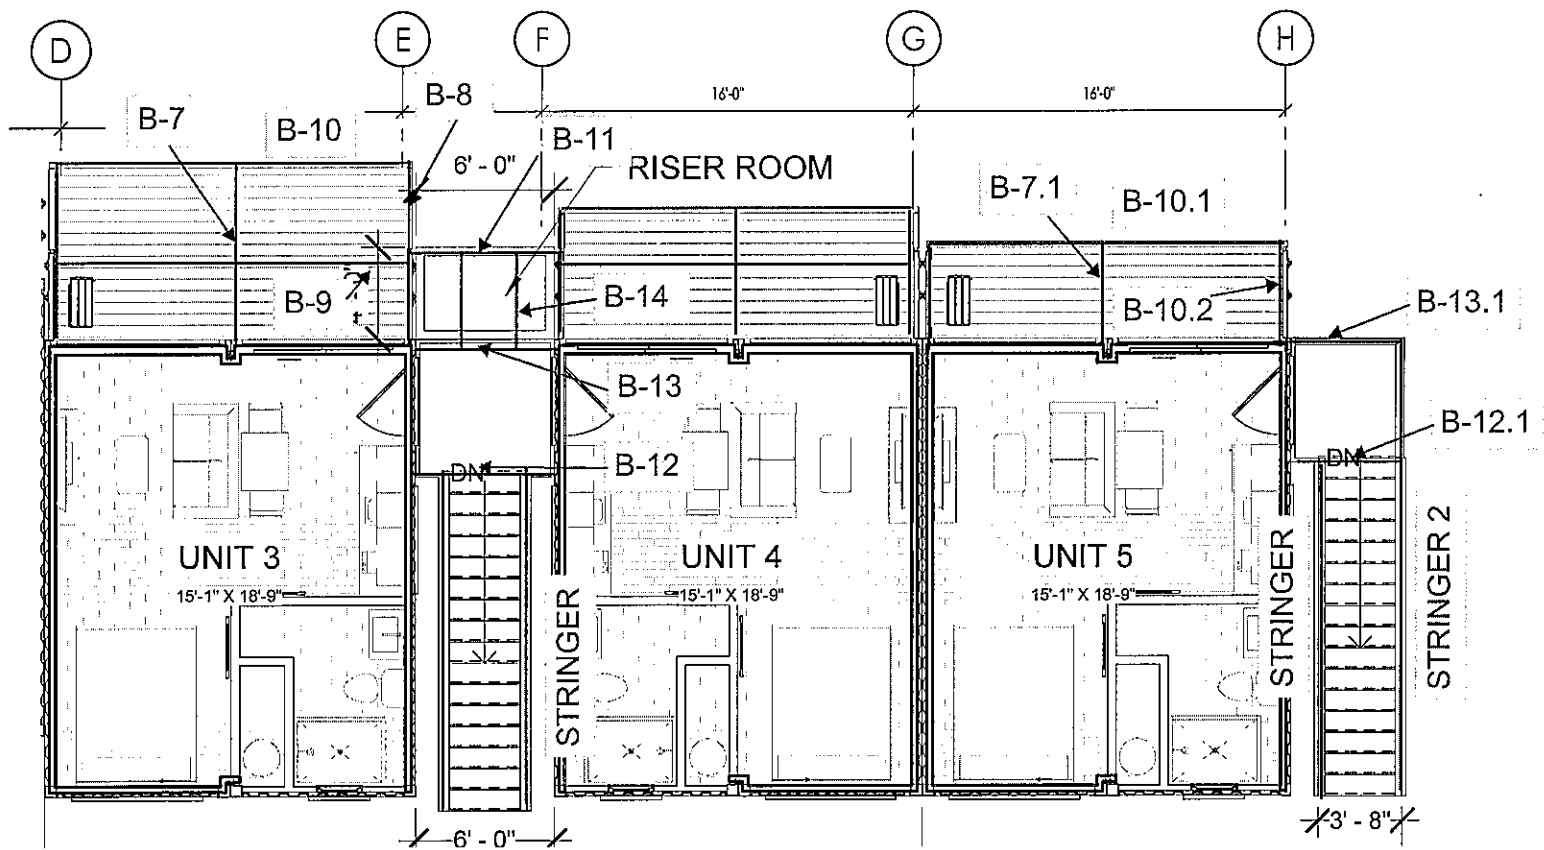 D
E
F
G
H
B-7
B-10
B-8
16'-0"
16'-0"
B-11
6' - 0"
RISER ROOM
B-7.1
B-10.1
B-9
B-14
B-10.2
B-13.1
B-13
B-12.1
DN
B-12
DN
UNIT 3
15'-1" X 18'-9"
UNIT 4
15'-1" X 18'-9"
UNIT 5
15'-1" X 18'-9"
STRINGER
STRINGER
STRINGER 2
6' - 0"
3' - 8"